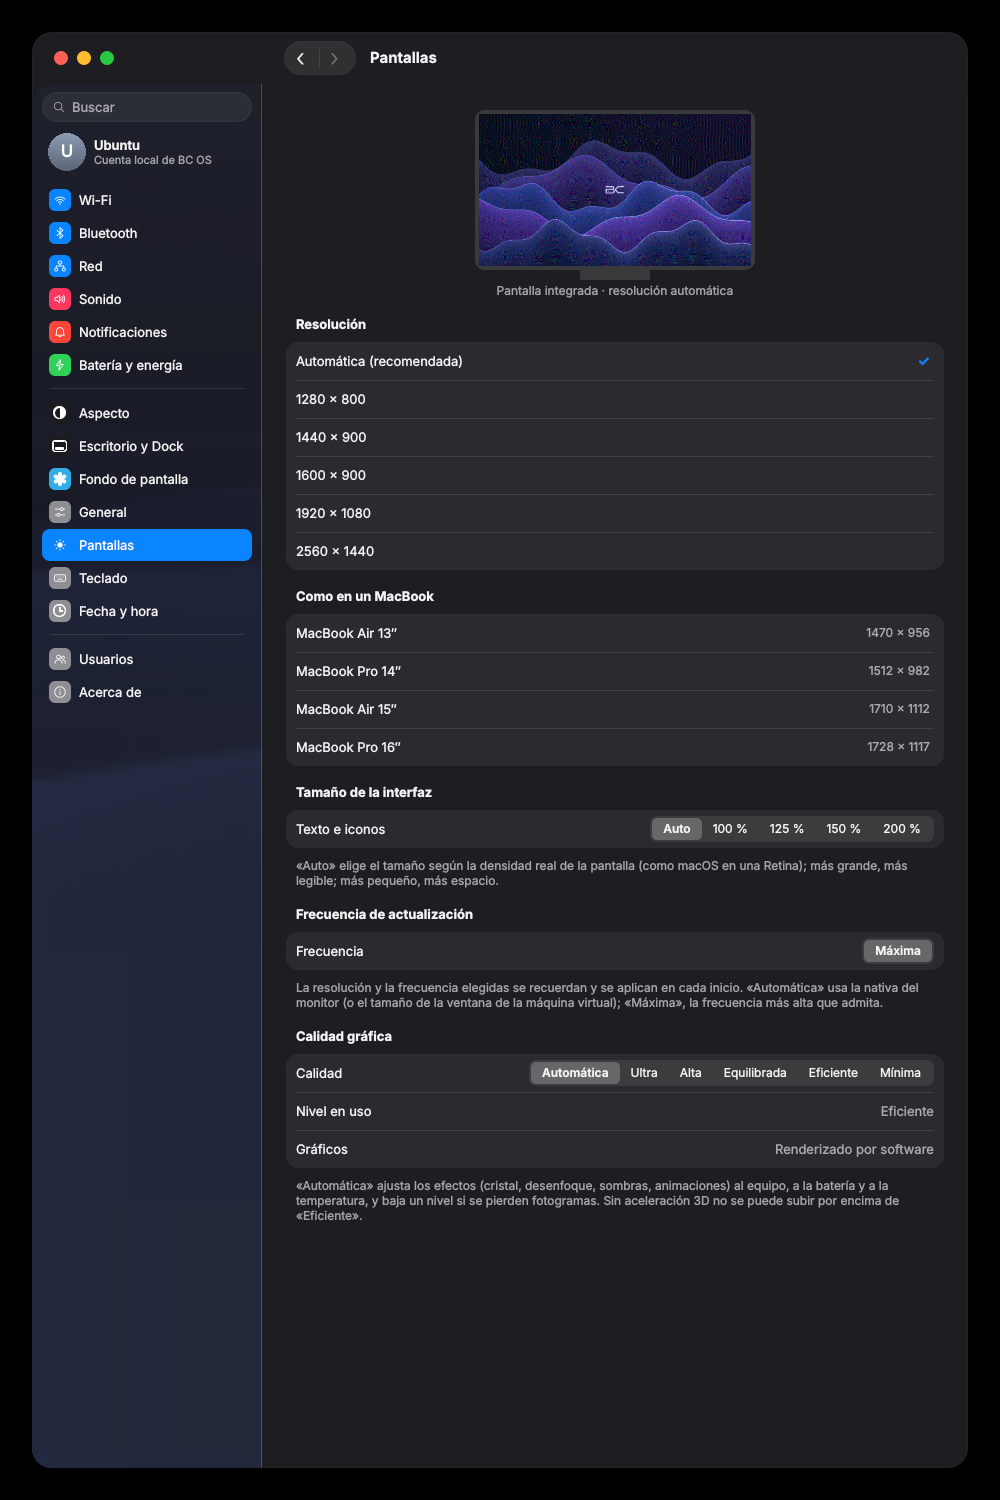 Pantallas
Buscar
U
Ubuntu
Cuenta local de BC OS
Wi-Fi
Bluetooth
Red
Sonido
Notificaciones
Batería y energía
Aspecto
Escritorio y Dock
Fondo de pantalla
General
Pantallas
Teclado
Fecha y hora
Usuarios
Acerca de
BC
Pantalla integrada · resolución automática
Resolución
Automática (recomendada)
1280 × 800
1440 × 900
1600 × 900
1920 × 1080
2560 × 1440
Como en un MacBook
MacBook Air 13″ 1470 × 956
MacBook Pro 14″ 1512 × 982
MacBook Air 15″ 1710 × 1112
MacBook Pro 16″ 1728 × 1117
Tamaño de la interfaz
Texto e iconos Auto 100 % 125 % 150 % 200 %
«Auto» elige el tamaño según la densidad real de la pantalla (como macOS en una Retina); más grande, más
legible; más pequeño, más espacio.
Frecuencia de actualización
Frecuencia Máxima
La resolución y la frecuencia elegidas se recuerdan y se aplican en cada inicio. «Automática» usa la nativa del
monitor (o el tamaño de la ventana de la máquina virtual); «Máxima», la frecuencia más alta que admita.
Calidad gráfica
Calidad Automática Ultra Alta Equilibrada Eficiente Mínima
Nivel en uso Eficiente
Gráficos Renderizado por software
«Automática» ajusta los efectos (cristal, desenfoque, sombras, animaciones) al equipo, a la batería y a la
temperatura, y baja un nivel si se pierden fotogramas. Sin aceleración 3D no se puede subir por encima de
«Eficiente».